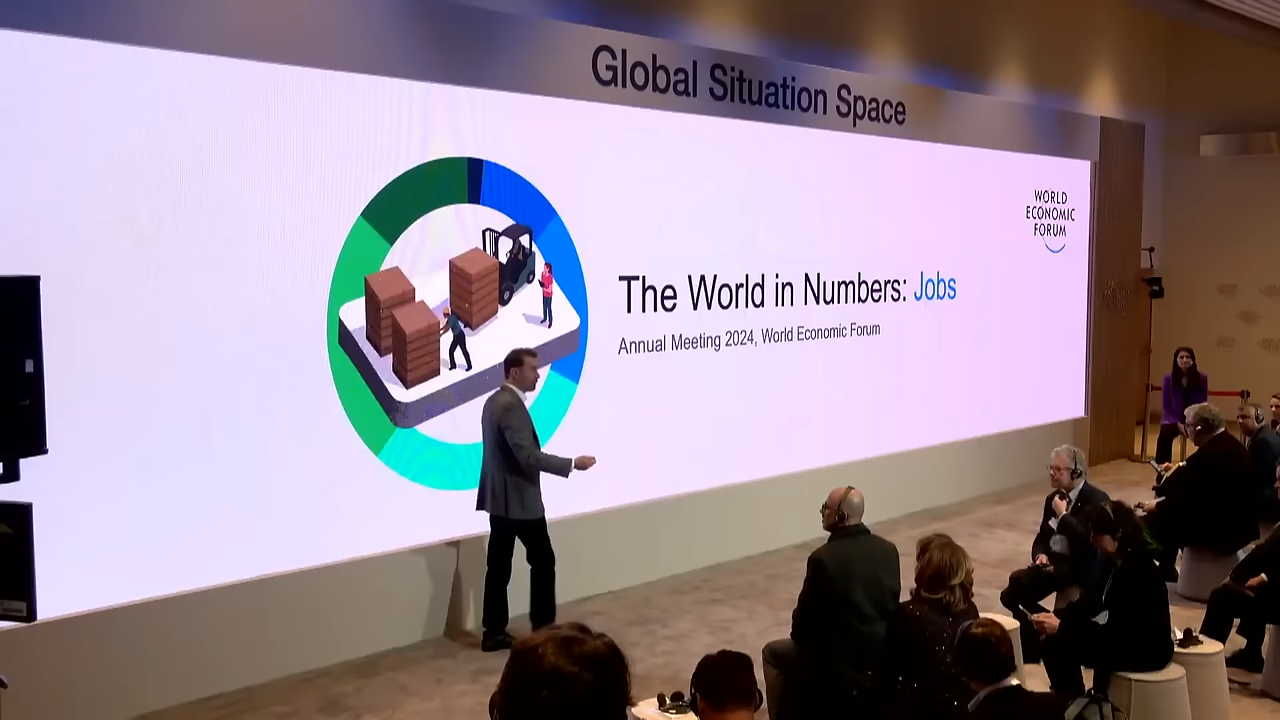 Global Situation Space
WORLD
ECONOMIC
FORUM
The World in Numbers: Jobs
Annual Meeting 2024, World Economic Forum